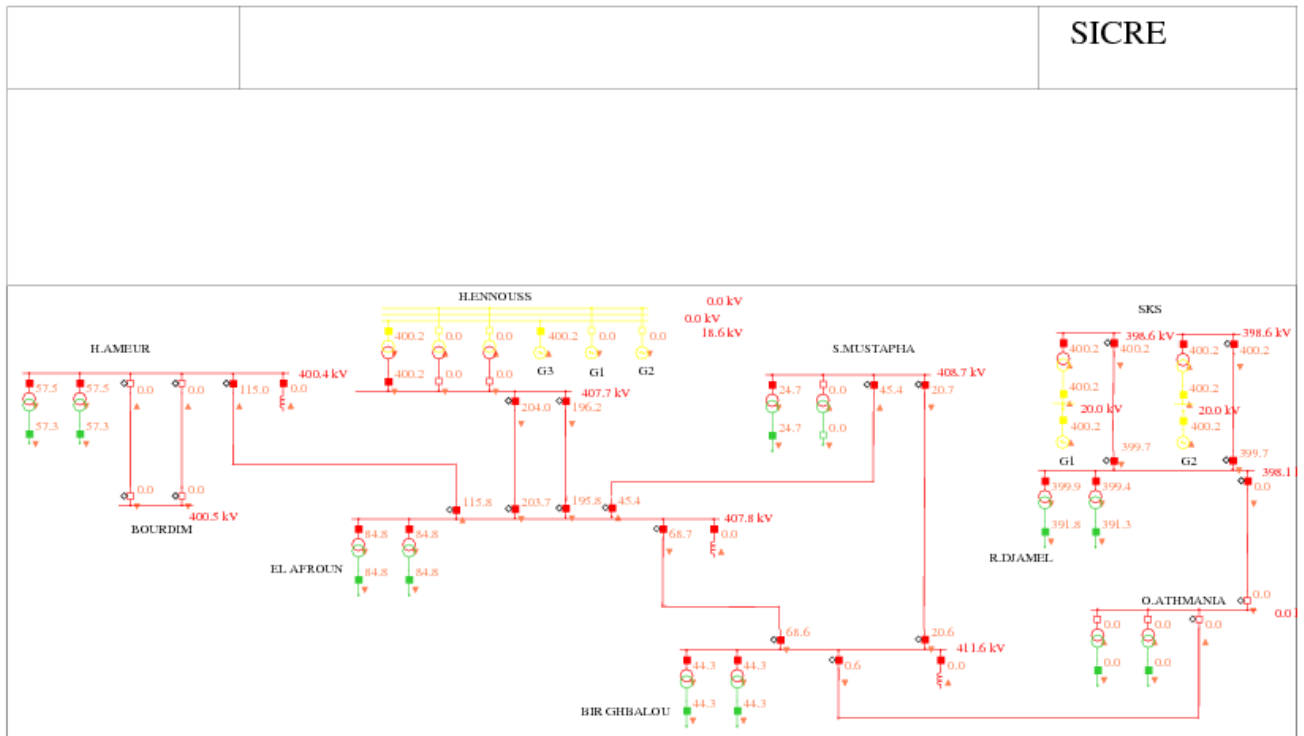 SICRE
H.ENNOUSS
0.0 kV
0.0 kV
18.6 kV
SKS
400.2 0.0 0.0 400.2 0.0 0.0
G3 G1 G2
398.6 kV 398.6 kV
400.2 400.2 400.2 400.2
H.AMEUR
S.MUSTAPHA
400.4 kV
408.7 kV
57.5 57.5 0.0 0.0 115.0 0.0
400.2 0.0 0.0
407.7 kV
24.7 0.0 45.4 20.7
400.2 400.2
204.0 196.2
20.0 kV 20.0 kV
57.3 57.3
24.7 0.0
400.2 400.2
G1 G2
399.7 399.7
398.1
0.0 0.0
399.9 399.4 0.0
400.5 kV
BOURDIM
115.8 203.7 195.8 45.4
407.8 kV
84.8 84.8 68.7 0.0
391.8 391.3
R.DJAMEL
EL AFROUN
84.8 84.8
O.ATHMANIA
0.0
0.0
0.0 0.0 0.0
68.6 20.6
411.6 kV
44.3 44.3 0.6 0.0
0.0 0.0
44.3 44.3
BIR GHBALOU